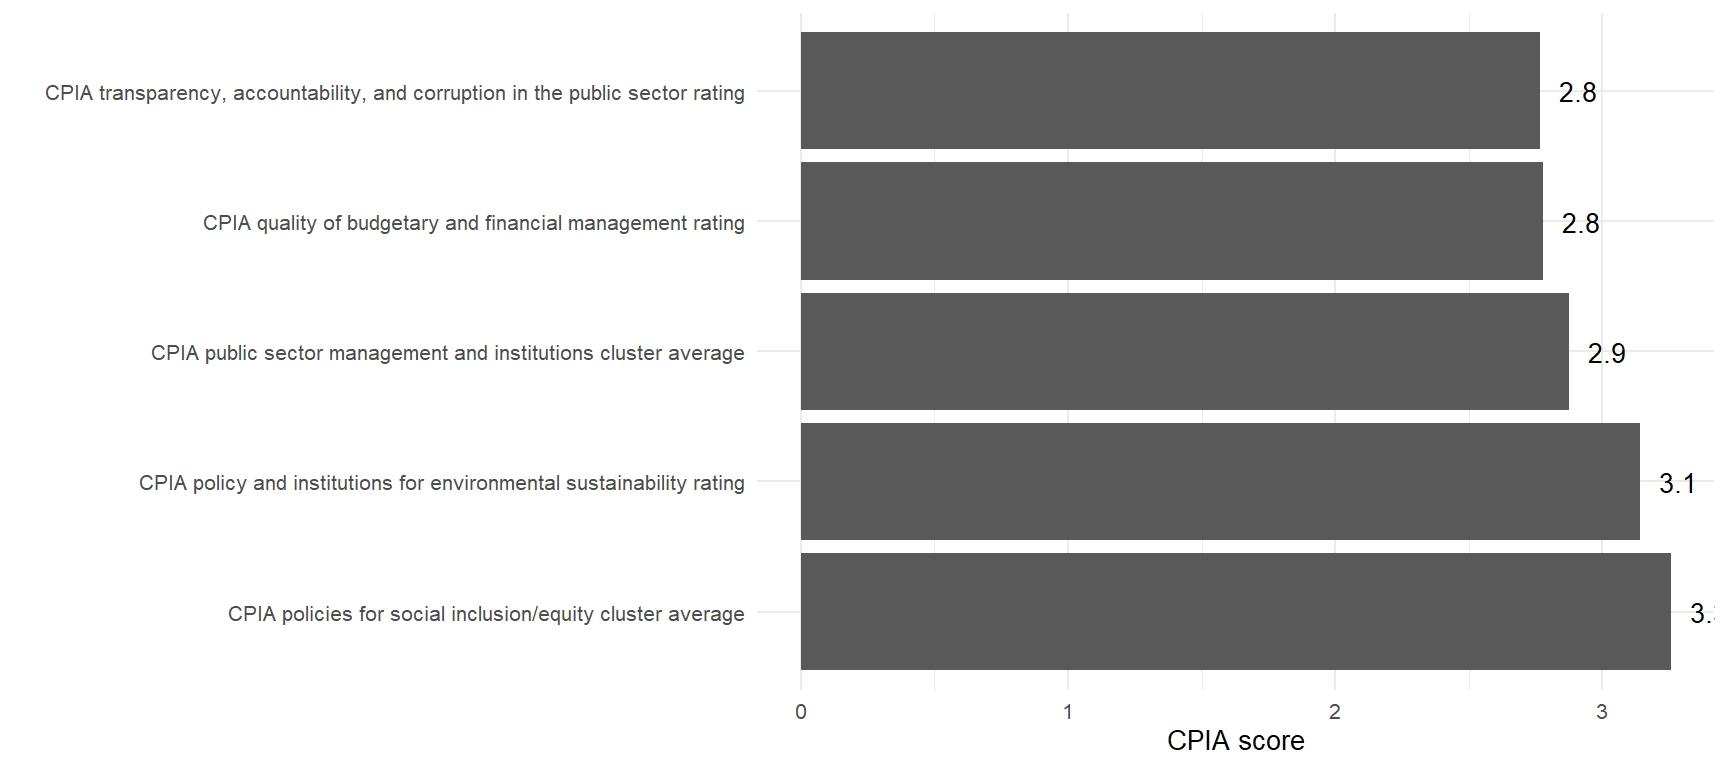 CPIA transparency, accountability, and corruption in the public sector rating
2.8
CPIA quality of budgetary and financial management rating
2.8
CPIA public sector management and institutions cluster average
2.9
CPIA policy and institutions for environmental sustainability rating
3.1
CPIA policies for social inclusion/equity cluster average
0 1 2 3
CPIA score